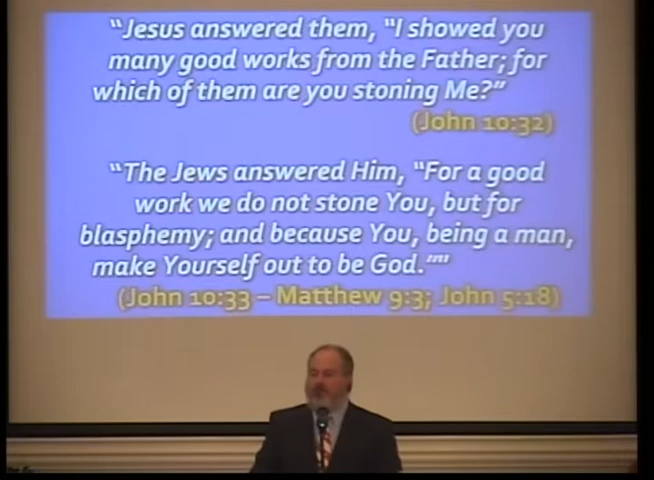 “Jesus answered them, “I showed you
many good works from the Father; for
which of them are you stoning Me?”
(John 10:32)
“The Jews answered Him, “For a good
work we do not stone You, but for
blasphemy; and because You, being a man,
make Yourself out to be God.””"
(John 10:33 – Matthew 9:3; John 5:18)